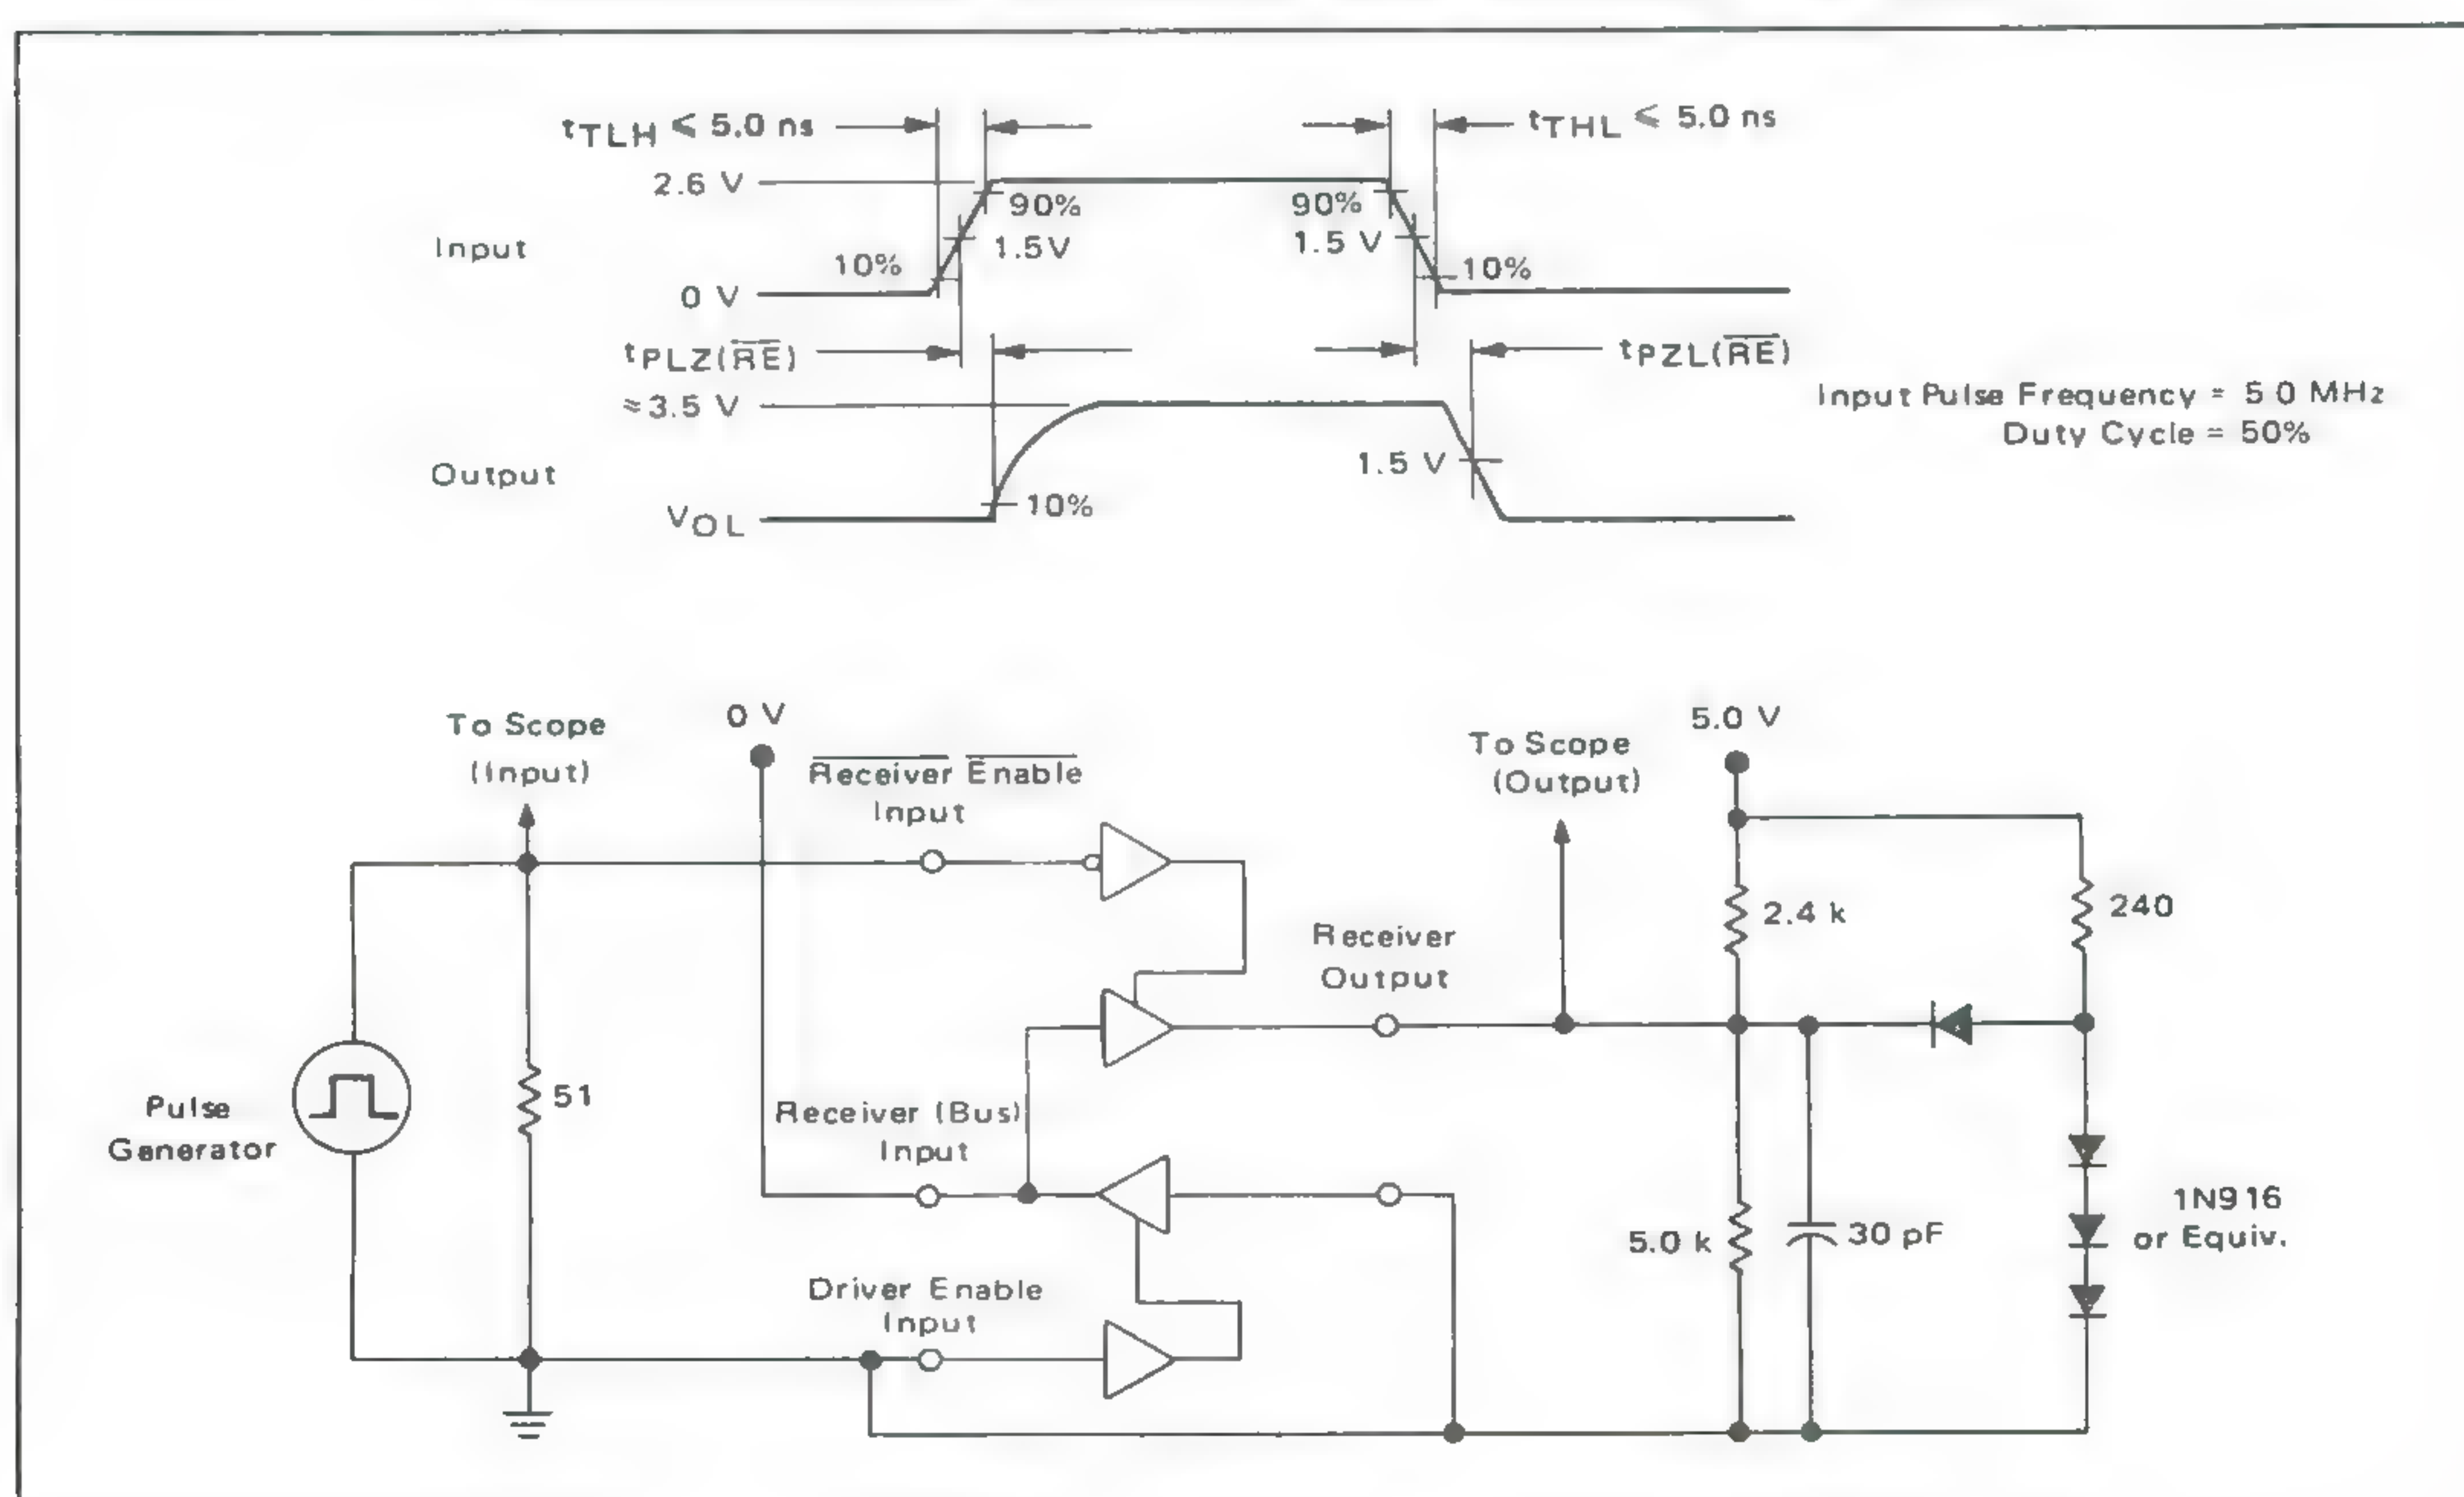 tTLH ≤ 5.0 ns
tTHL ≤ 5.0 ns
2.6 V
90%
90%
Input
1.5V
1.5 V
10%
10%
0 V
tPLZ(R̅E̅)
tPZL(R̅E̅)
≈3.5 V
Input Pulse Frequency = 5 0 MHz
Duty Cycle = 50%
Output
1.5 V
10%
VOL
To Scope
(Input)
0 V
Receiver Enable
Input
To Scope
(Output)
5.0 V
2.4 k
240
Receiver
Output
Pulse
Generator
51
Receiver (Bus)
Input
5.0 k
30 pF
1N916
or Equiv.
Driver Enable
Input